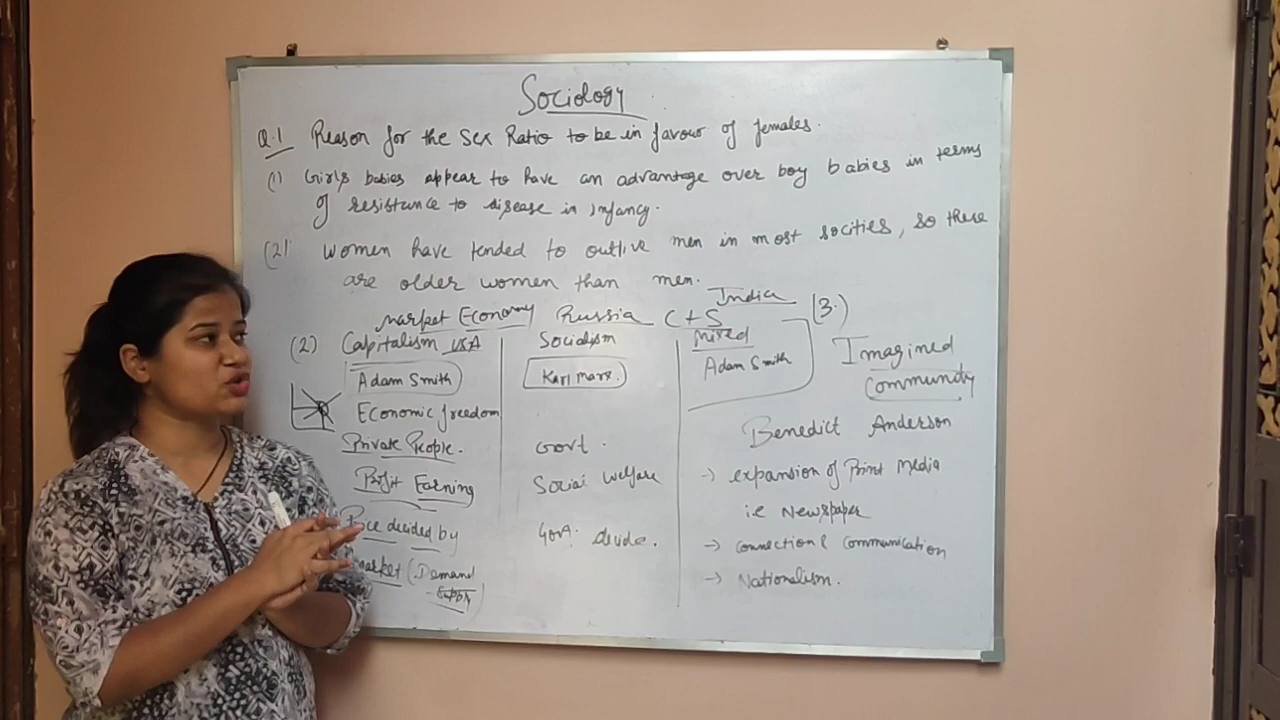 Sociology
Q.1 Reason for the Sex Ratio to be in favour of females.
(1) Girls babies appear to have an advantage over boy babies in terms
of resistance to disease in infancy.
(2) Women have tended to outlive men in most socities, so there
are older women than men.
Market Economy Russia C+S India
(2) Capitalism USA
Adam Smith
Economic freedom
Private People.
Profit Earning
Price decided by
market (Demand
Supply)
Socialism
Karl marx.
Govt.
Social Welfare
Govt. decide.
Mixed
Adam Smith
(3.)
Imagined
Community
Benedict Anderson
→ expansion of Print Media
i.e Newspaper
→ connection & communication
→ Nationalism.